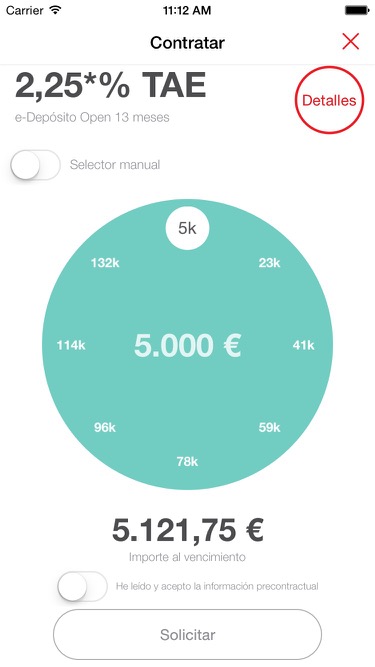 Carrier 11:12 AM
Contratar
2,25*% TAE
Detalles
e-Depósito Open 13 meses
Selector manual
5k
132k
23k
114k
5.000 €
41k
96k
59k
78k
5.121,75 €
Importe al vencimiento
He leído y acepto la información precontractual
Solicitar